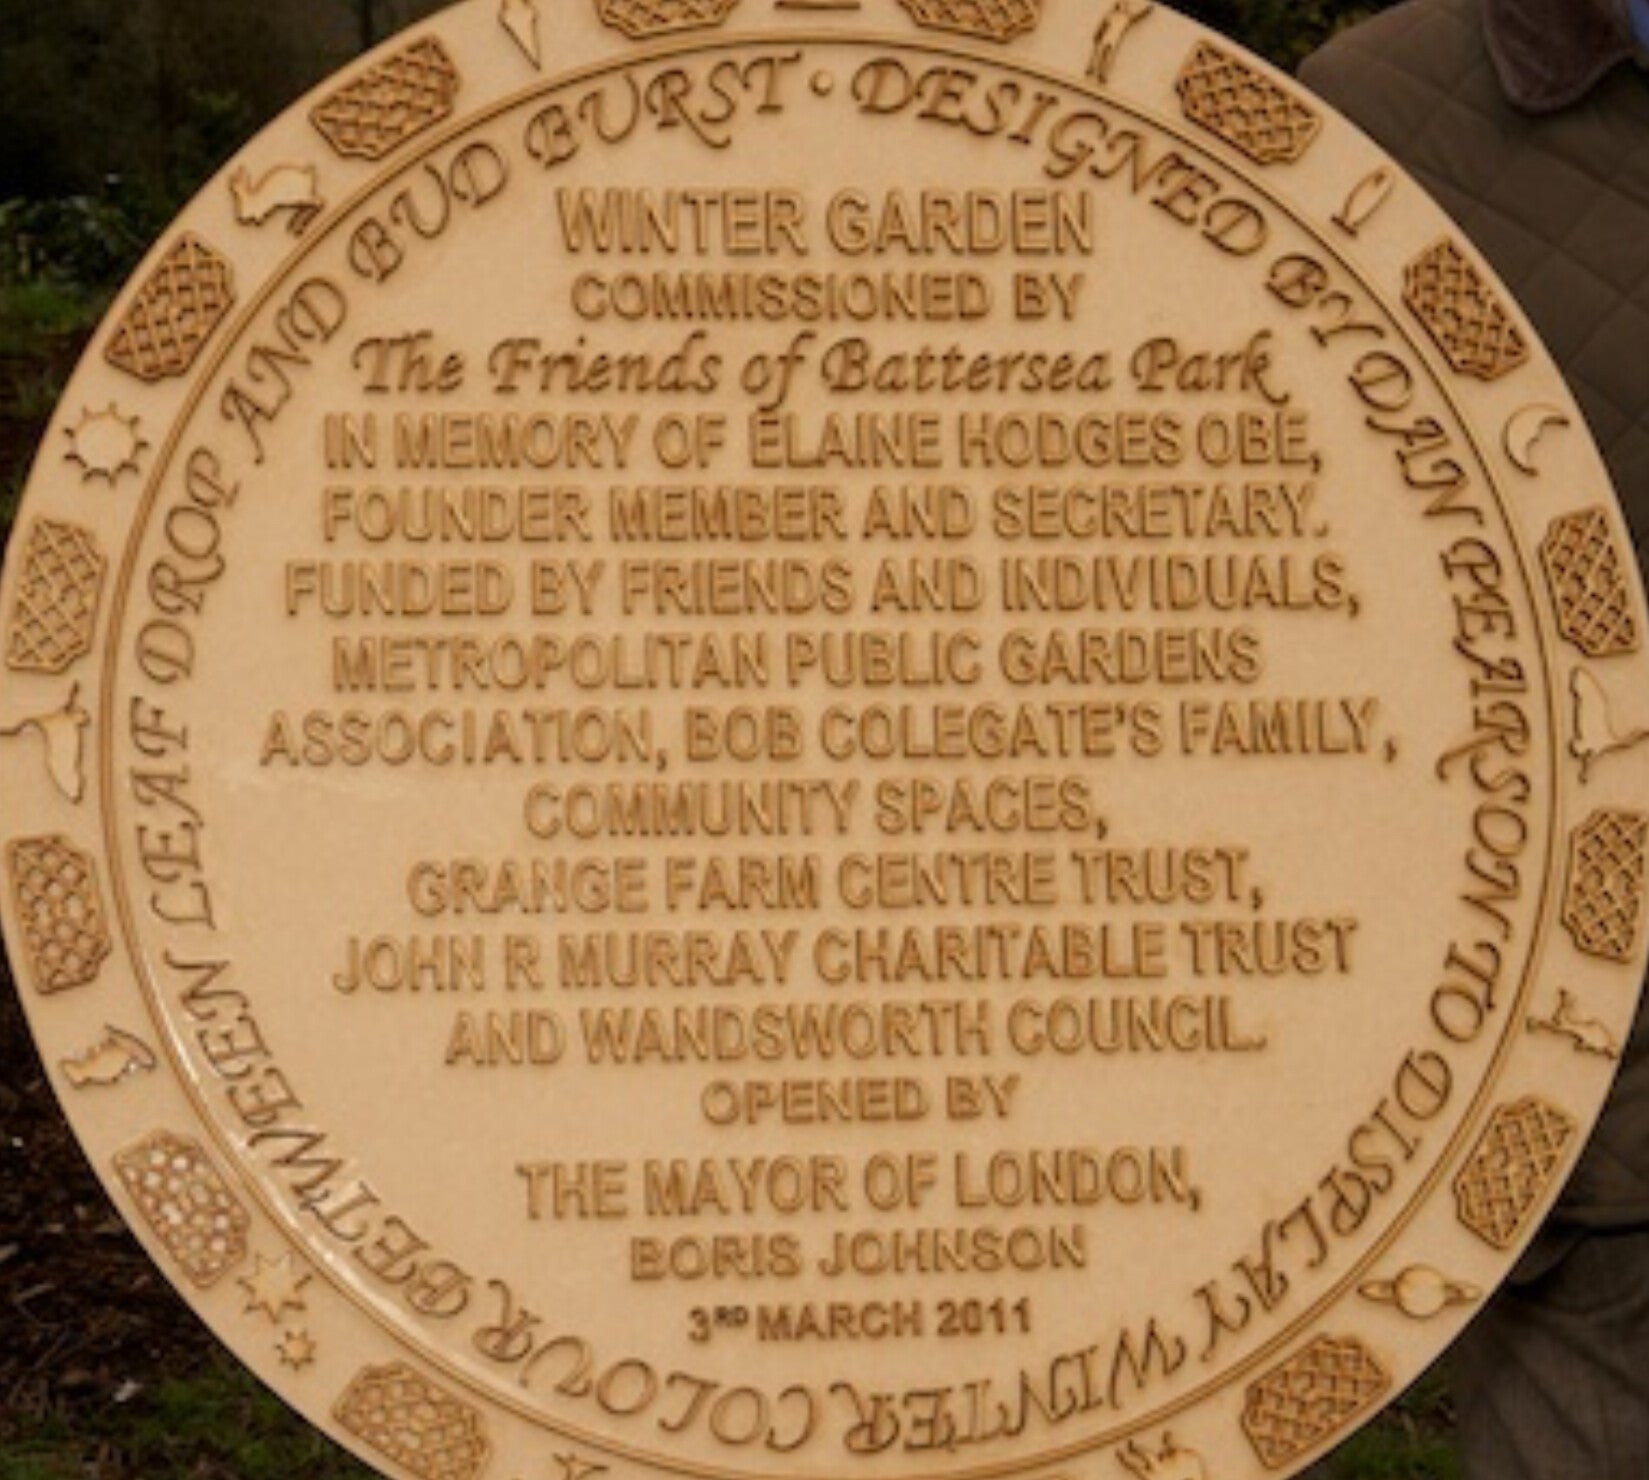 WINTER GARDEN
COMMISSIONED BY
The Friends of Battersea Park
IN MEMORY OF ELAINE HODGES OBE,
FOUNDER MEMBER AND SECRETARY.
FUNDED BY FRIENDS AND INDIVIDUALS,
METROPOLITAN PUBLIC GARDENS
ASSOCIATION, BOB COLEGATE'S FAMILY,
COMMUNITY SPACES,
GRANGE FARM CENTRE TRUST,
JOHN R MURRAY CHARITABLE TRUST
AND WANDSWORTH COUNCIL.
OPENED BY
THE MAYOR OF LONDON,
BORIS JOHNSON
3RD MARCH 2011
· DESIGNED BY DAN PEARSON TO DISPLAY WINTER COLOUR BETWEEN LEAF DROP AND BUD BURST